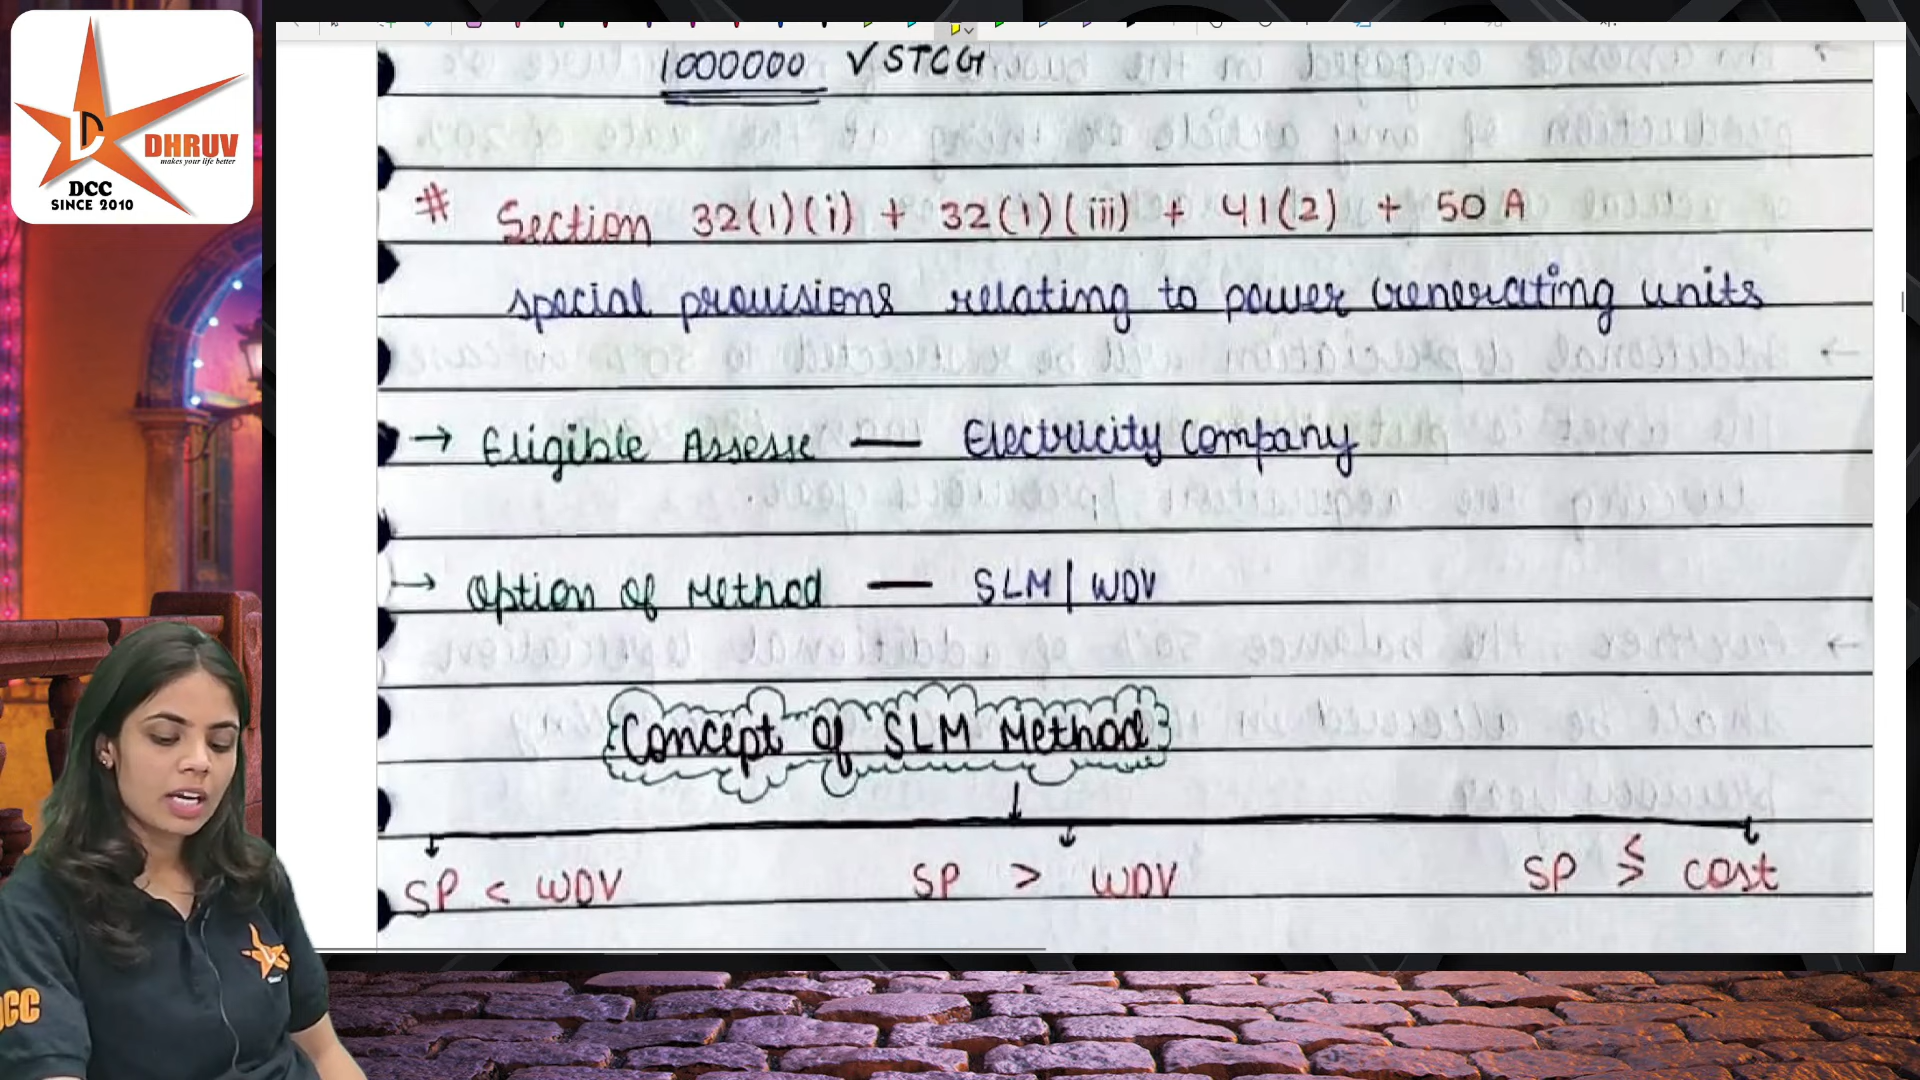 1000000 ✓ STCG
# Section 32(1)(i) + 32(1)(iii) + 41(2) + 50 A
special provisions relating to power Generating units
→ Eligible Assesse — Electricity Company
→ Option of Method — SLM | WDV
Concept of SLM Method
SP < WDV SP > WDV SP ≶ cost
DC
DHRUV
makes your life better
DCC
SINCE 2010
DCC